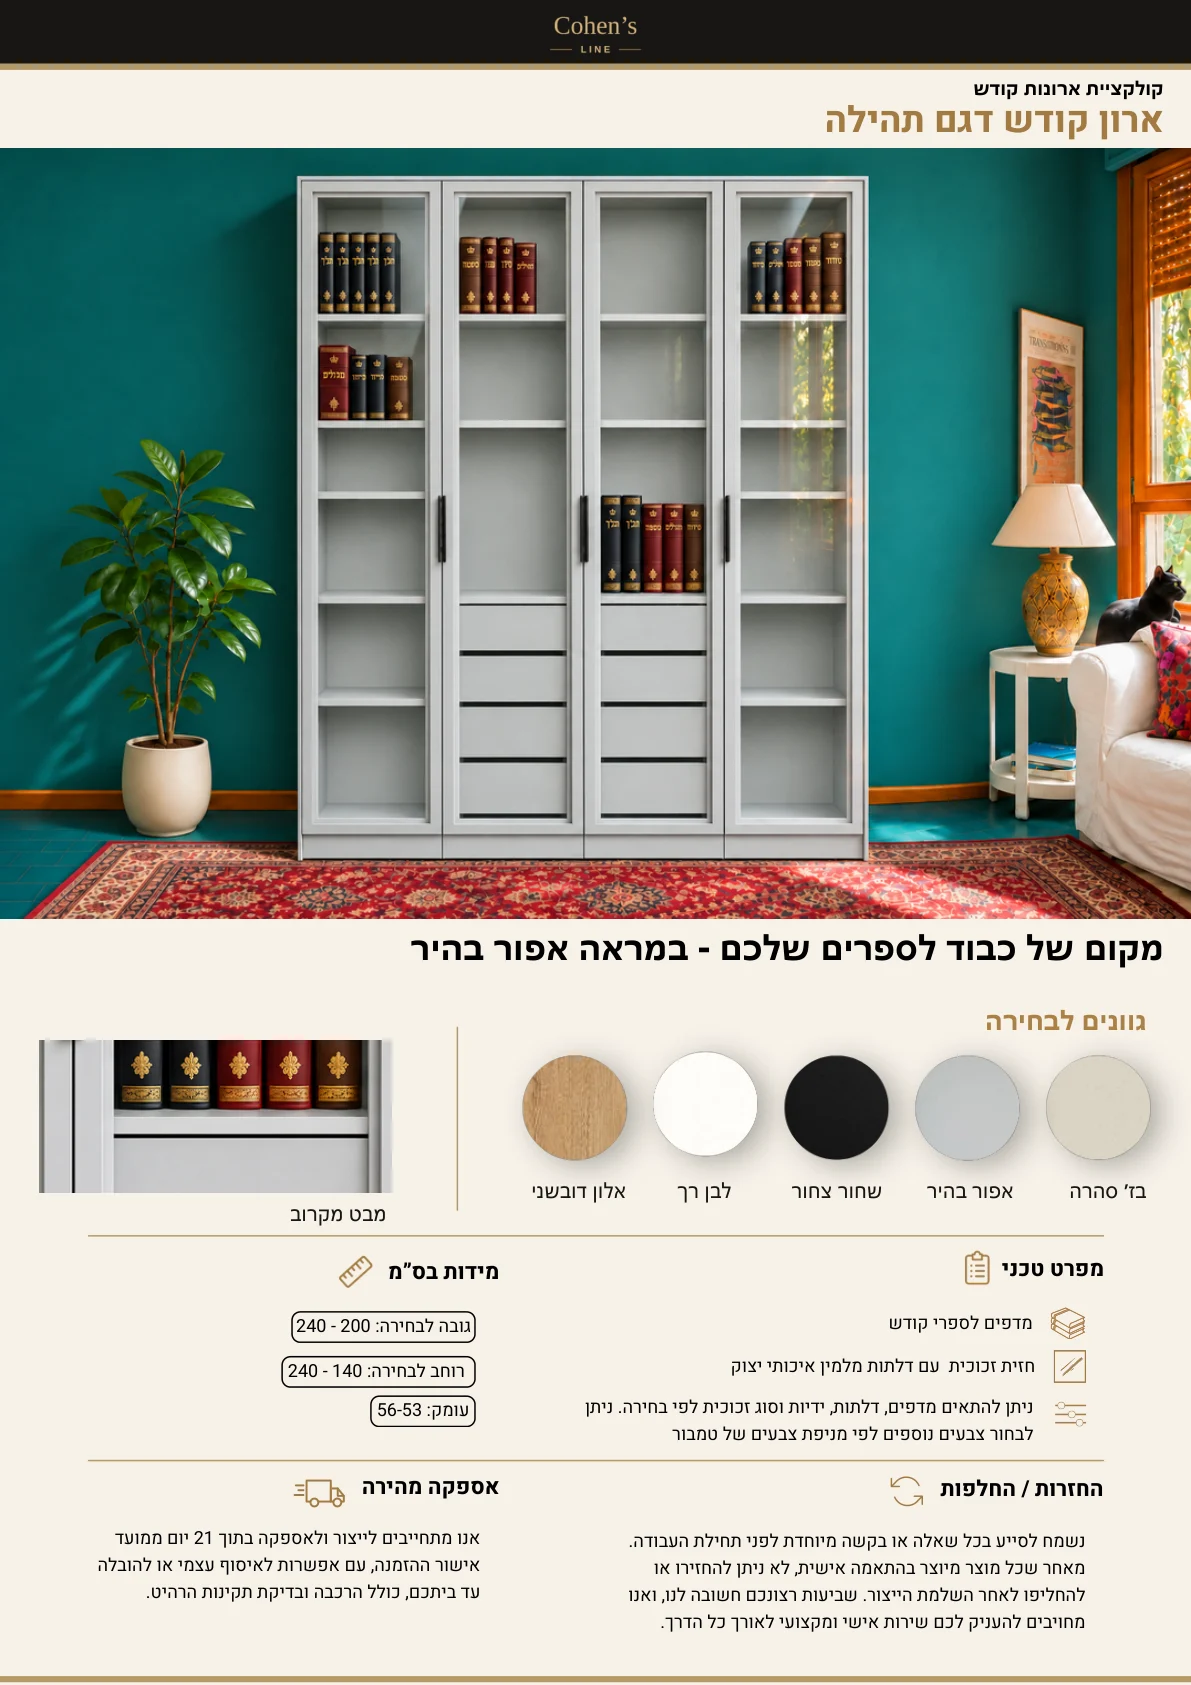 Cohen’s
LINE
קולקציית ארונות קודש
ארון קודש דגם תהילה
TRANSITIONS
מקום של כבוד לספרים שלכם - במראה אפור בהיר
גוונים לבחירה
בז’ סהרה
אפור בהיר
שחור צחור
לבן רך
אלון דובשני
מבט מקרוב
מפרט טכני
מדפים לספרי קודש
חזית זכוכית עם דלתות מלמין איכותי יצוק
ניתן להתאים מדפים, דלתות, ידיות וסוג זכוכית לפי בחירה. ניתן
לבחור צבעים נוספים לפי מניפת צבעים של טמבור
מידות בס”מ
גובה לבחירה: 200 - 240
רוחב לבחירה: 140 - 240
עומק: 56-53
החזרות / החלפות
נשמח לסייע בכל שאלה או בקשה מיוחדת לפני תחילת העבודה.
מאחר שכל מוצר מיוצר בהתאמה אישית, לא ניתן להחזירו או
להחליפו לאחר השלמת הייצור. שביעות רצונכם חשובה לנו, ואנו
מחויבים להעניק לכם שירות אישי ומקצועי לאורך כל הדרך.
אספקה מהירה
אנו מתחייבים לייצור ולאספקה בתוך 21 יום ממועד
אישור ההזמנה, עם אפשרות לאיסוף עצמי או להובלה
עד ביתכם, כולל הרכבה ובדיקת תקינות הרהיט.